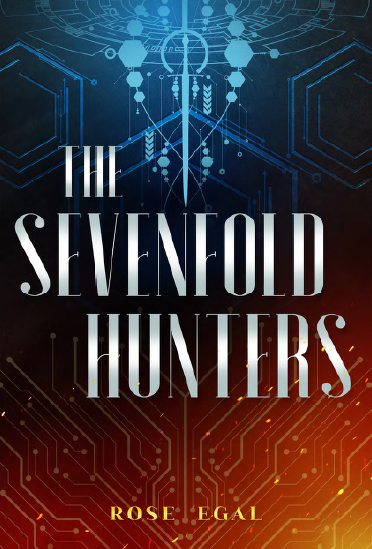 THE
SEVENFOLD
HUNTERS
ROSE EGAL